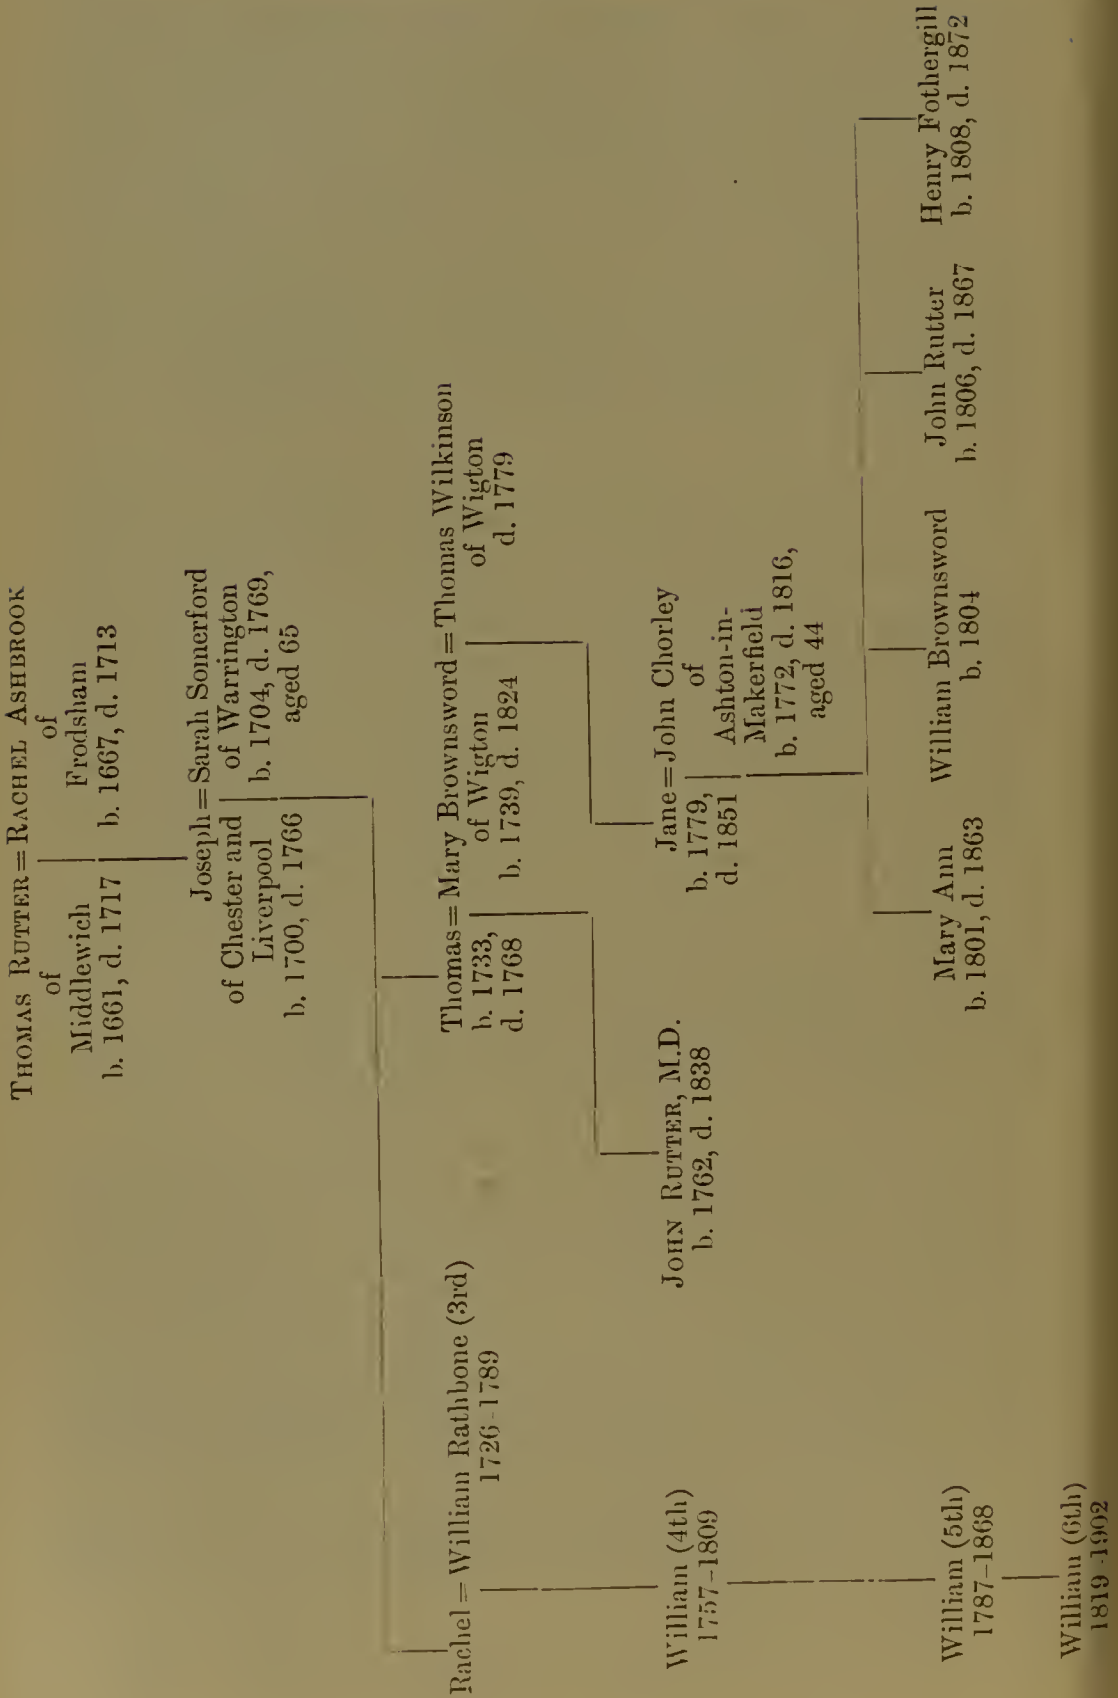 THOMAS RUTTER = RACHEL ASHBROOK
of of
Middlewich Frodsham
b. 1661, d. 1717 b. 1667, d. 1713
Joseph = Sarah Somerford
of Chester and of Warrington
Liverpool b. 1704, d. 1769,
b. 1700, d. 1766 aged 65
Rachel = William Rathbone (3rd)
1726-1789
Thomas = Mary Brownsword = Thomas Wilkinson
b. 1733, of Wigton of Wigton
d. 1768 b. 1739, d. 1824 d. 1779
William (4th)
1757-1809
JOHN RUTTER, M.D.
b. 1762, d. 1838
Jane = John Chorley
b. 1779, of
d. 1851 Ashton-in-
Makerfield
b. 1772, d. 1816,
aged 44
William (5th)
1787-1868
Mary Ann
b. 1801, d. 1863
William Brownsword
b. 1804
John Rutter
b. 1806, d. 1867
Henry Fothergill
b. 1808, d. 1872
William (6th)
1819-1902